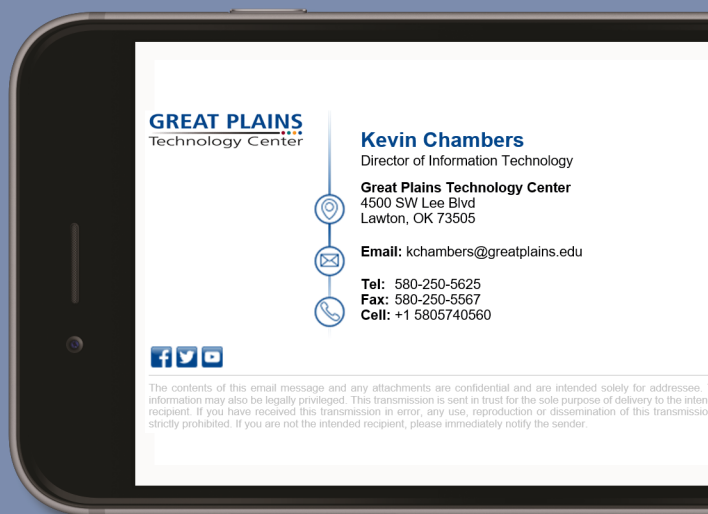 GREAT PLAINS
Technology Center
Kevin Chambers
Director of Information Technology
Great Plains Technology Center
4500 SW Lee Blvd
Lawton, OK 73505
Email: kchambers@greatplains.edu
Tel: 580-250-5625
Fax: 580-250-5567
Cell: +1 5805740560
The contents of this email message and any attachments are confidential and are intended solely for addressee.
information may also be legally privileged. This transmission is sent in trust for the sole purpose of delivery to the
recipient. If you have received this transmission in error, any use, reproduction or dissemination of this
strictly prohibited. If you are not the intended recipient, please immediately notify the sender.